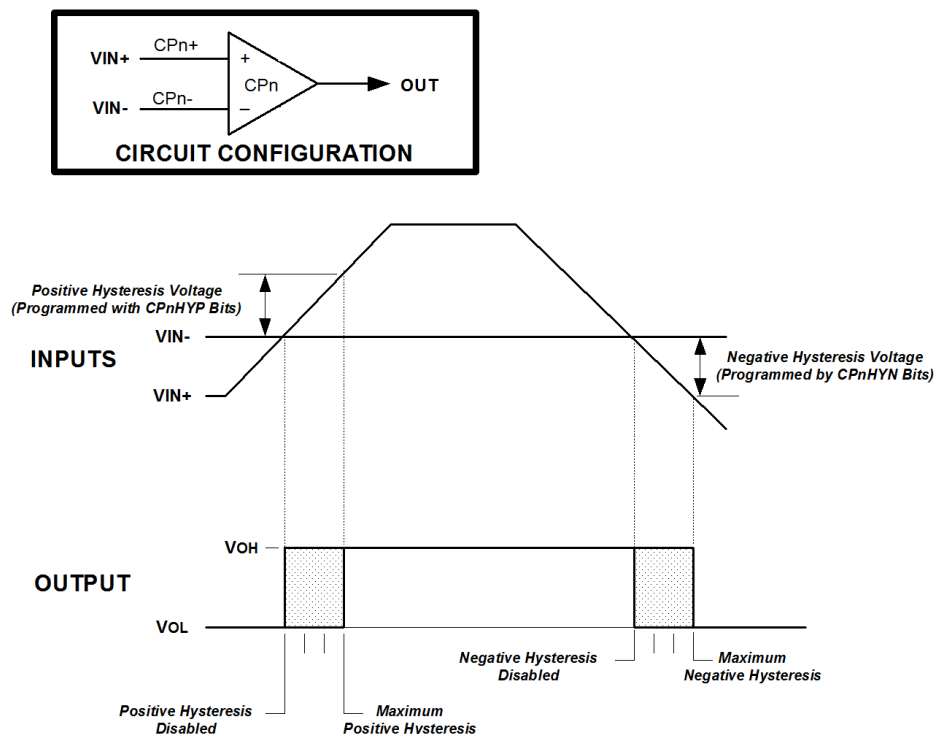 CPn+
VIN+
+
CPn
OUT
CPn-
VIN-
–
CIRCUIT CONFIGURATION
Positive Hysteresis Voltage
(Programmed with CPnHYP Bits)
VIN-
INPUTS
Negative Hysteresis Voltage
(Programmed by CPnHYN Bits)
VIN+
VOH
OUTPUT
VOL
Negative Hysteresis
Disabled
Maximum
Negative Hysteresis
Positive Hysteresis
Disabled
Maximum
Positive Hysteresis